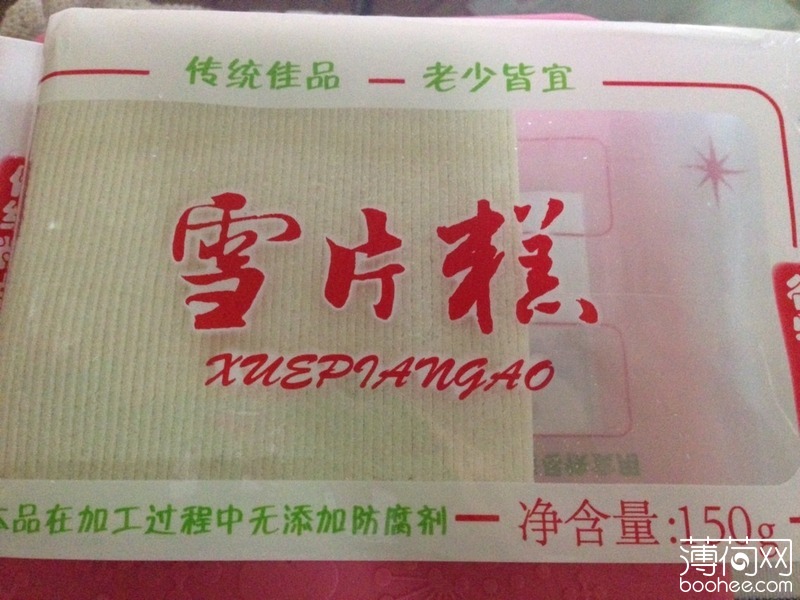 传统佳品 — 老少皆宜
雪片糕
XUEPIANGAO
本品在加工过程中无添加防腐剂 — 净含量:150g
薄荷网
boohee.com